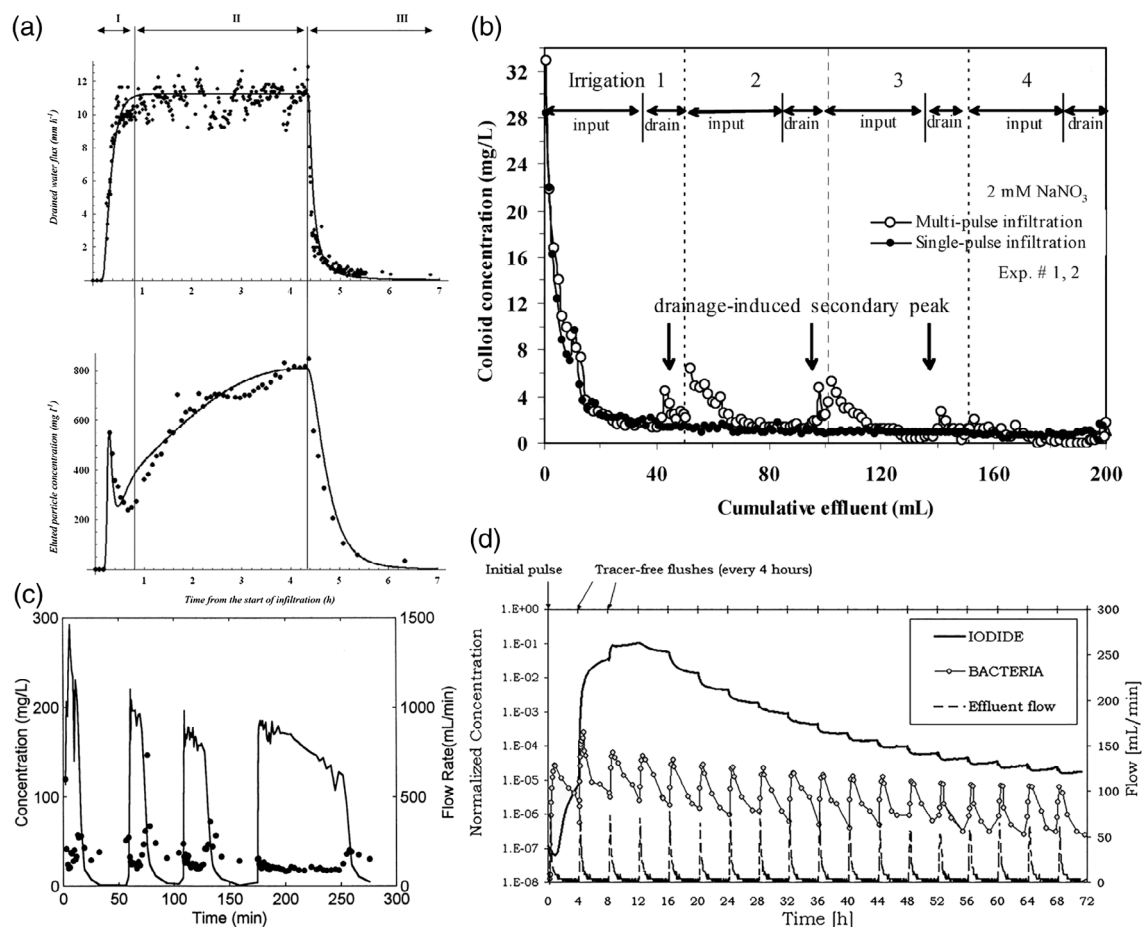 (a)
I II III
12
10
8
6
4
2
Drained water flux (mm h-1)
1 2 3 4 5 6 7
800
600
400
200
Eluted particle concentration (mg l-1)
1 2 3 4 5 6 7
Time from the start of infiltration (h)
(b)
32
28
24
20
16
12
8
4
0
Colloid concentration (mg/L)
Irrigation 1 2 3 4
input drain input drain input drain input drain
2 mM NaNO3
Multi-pulse infiltration
Single-pulse infiltration
Exp. # 1, 2
drainage-induced secondary peak
0 40 80 120 160 200
Cumulative effluent (mL)
(c)
300
200
100
0
Concentration (mg/L)
1500
1000
500
0
Flow Rate(mL/min)
0 50 100 150 200 250 300
Time (min)
(d)
Initial pulse Tracer-free flushes (every 4 hours)
1.E+00
1.E-01
1.E-02
1.E-03
1.E-04
1.E-05
1.E-06
1.E-07
1.E-08
Normalized Concentration
IODIDE
BACTERIA
Effluent flow
300
250
200
150
100
50
0
Flow [mL/min]
0 4 8 12 16 20 24 28 32 36 40 44 48 52 56 60 64 68 72
Time [h]